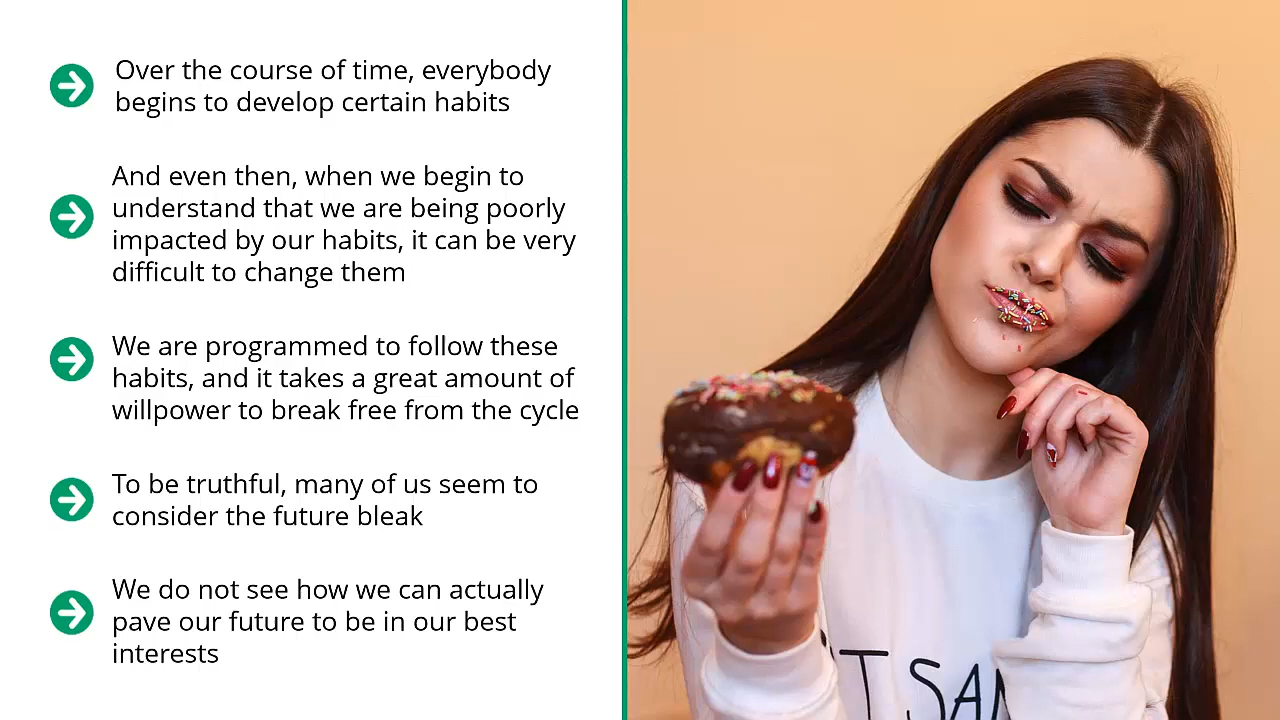 Over the course of time, everybody
begins to develop certain habits
And even then, when we begin to
understand that we are being poorly
impacted by our habits, it can be very
difficult to change them
We are programmed to follow these
habits, and it takes a great amount of
willpower to break free from the cycle
To be truthful, many of us seem to
consider the future bleak
We do not see how we can actually
pave our future to be in our best
interests